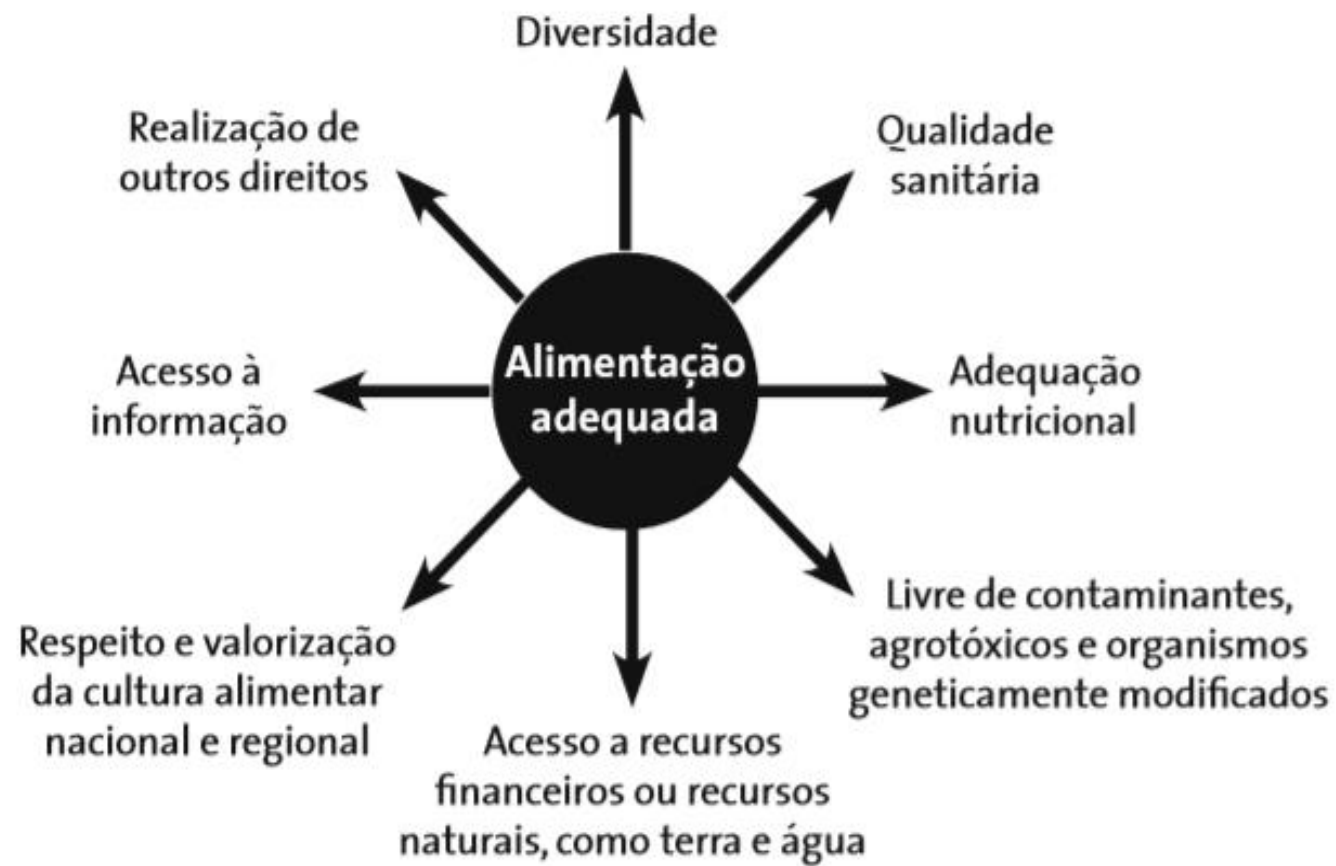 Diversidade
Realização de
outros direitos
Qualidade
sanitária
Acesso à
informação
Alimentação
adequada
Adequação
nutricional
Respeito e valorização
da cultura alimentar
nacional e regional
Acesso a recursos
financeiros ou recursos
naturais, como terra e água
Livre de contaminantes,
agrotóxicos e organismos
geneticamente modificados